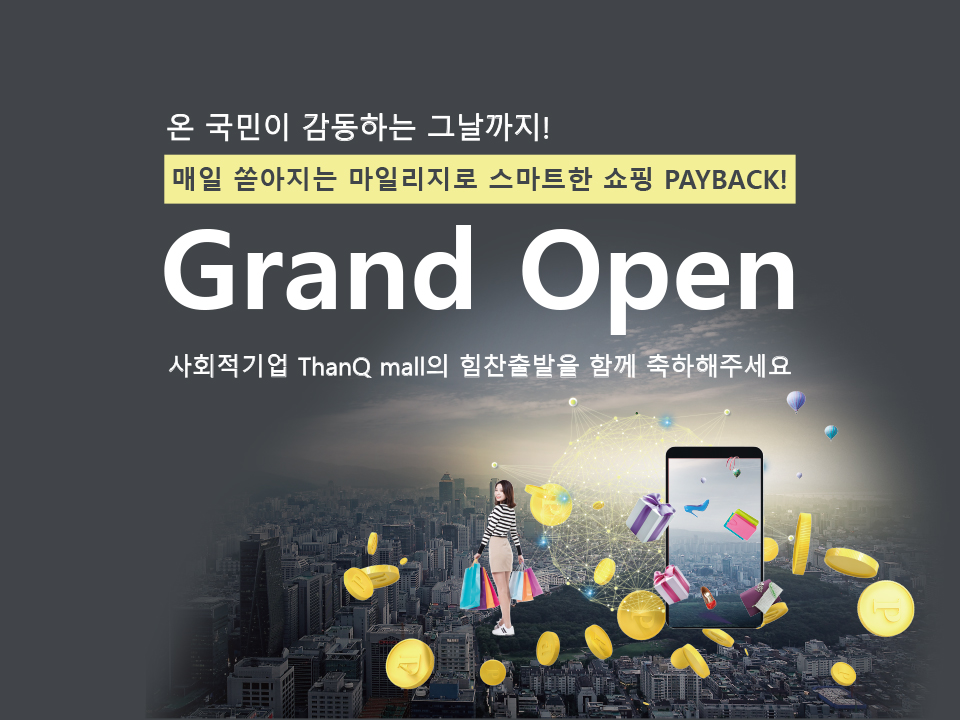 온 국민이 감동하는 그날까지!
매일 쏟아지는 마일리지로 스마트한 쇼핑 PAYBACK!
Grand Open
사회적기업 ThanQ mall의 힘찬출발을 함께 축하해주세요
P
P
P